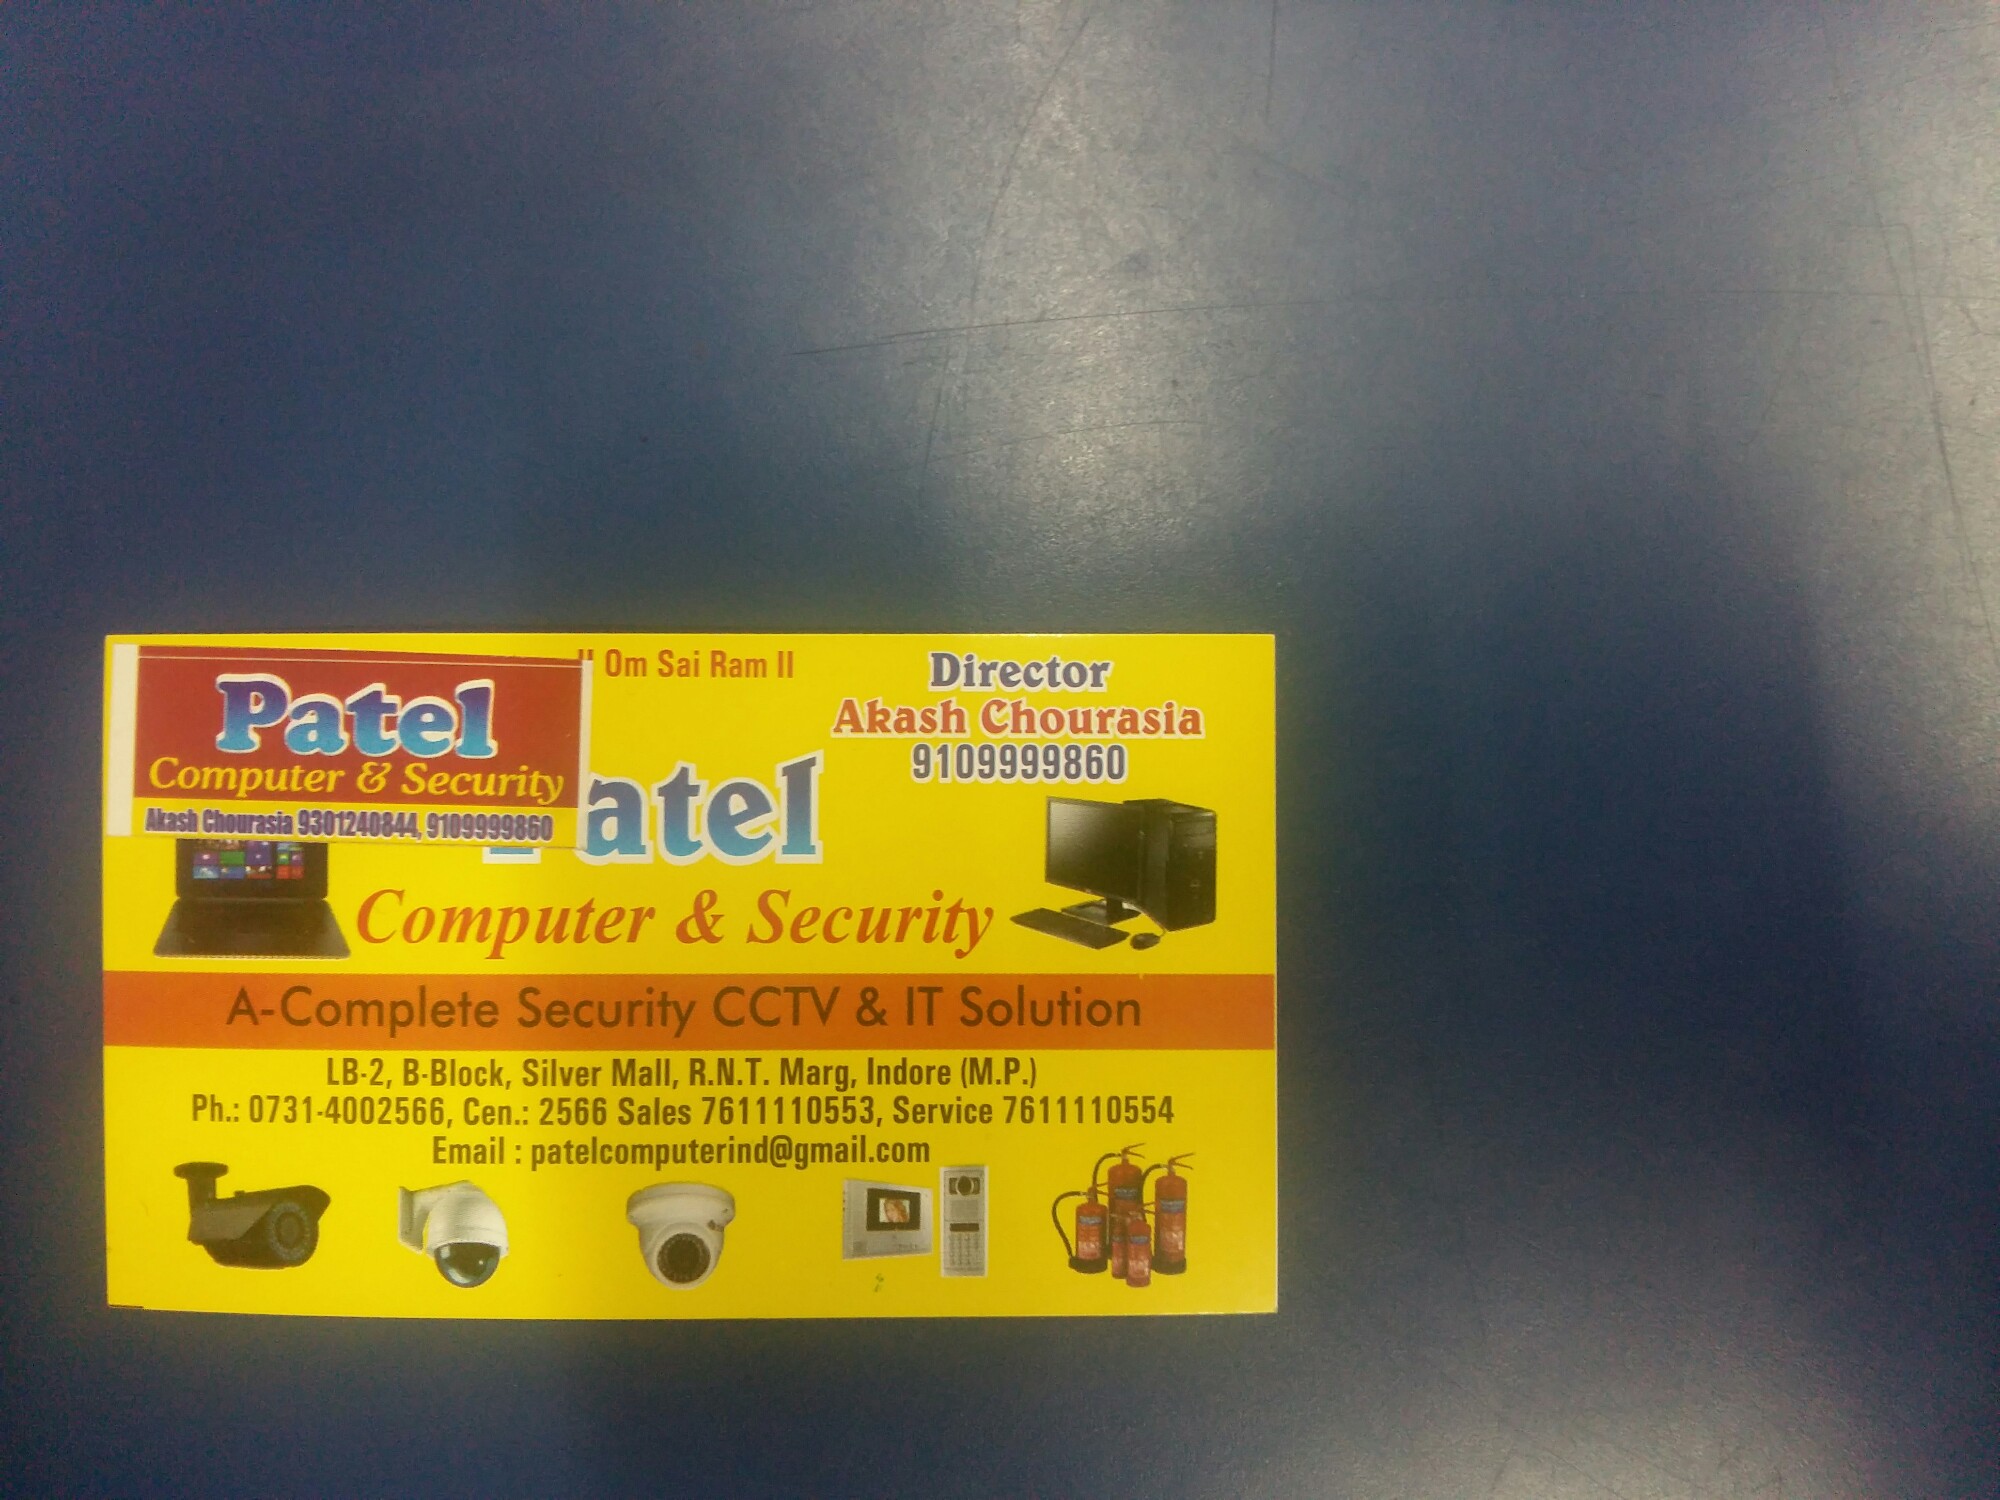 II Om Sai Ram II
Director
Akash Chourasia
9109999860
Patel
Computer & Security
Akash Chourasia 9301240844, 9109999860
Patel
Computer & Security
A-Complete Security CCTV & IT Solution
LB-2, B-Block, Silver Mall, R.N.T. Marg, Indore (M.P.)
Ph.: 0731-4002566, Cen.: 2566 Sales 7611110553, Service 7611110554
Email : patelcomputerind@gmail.com